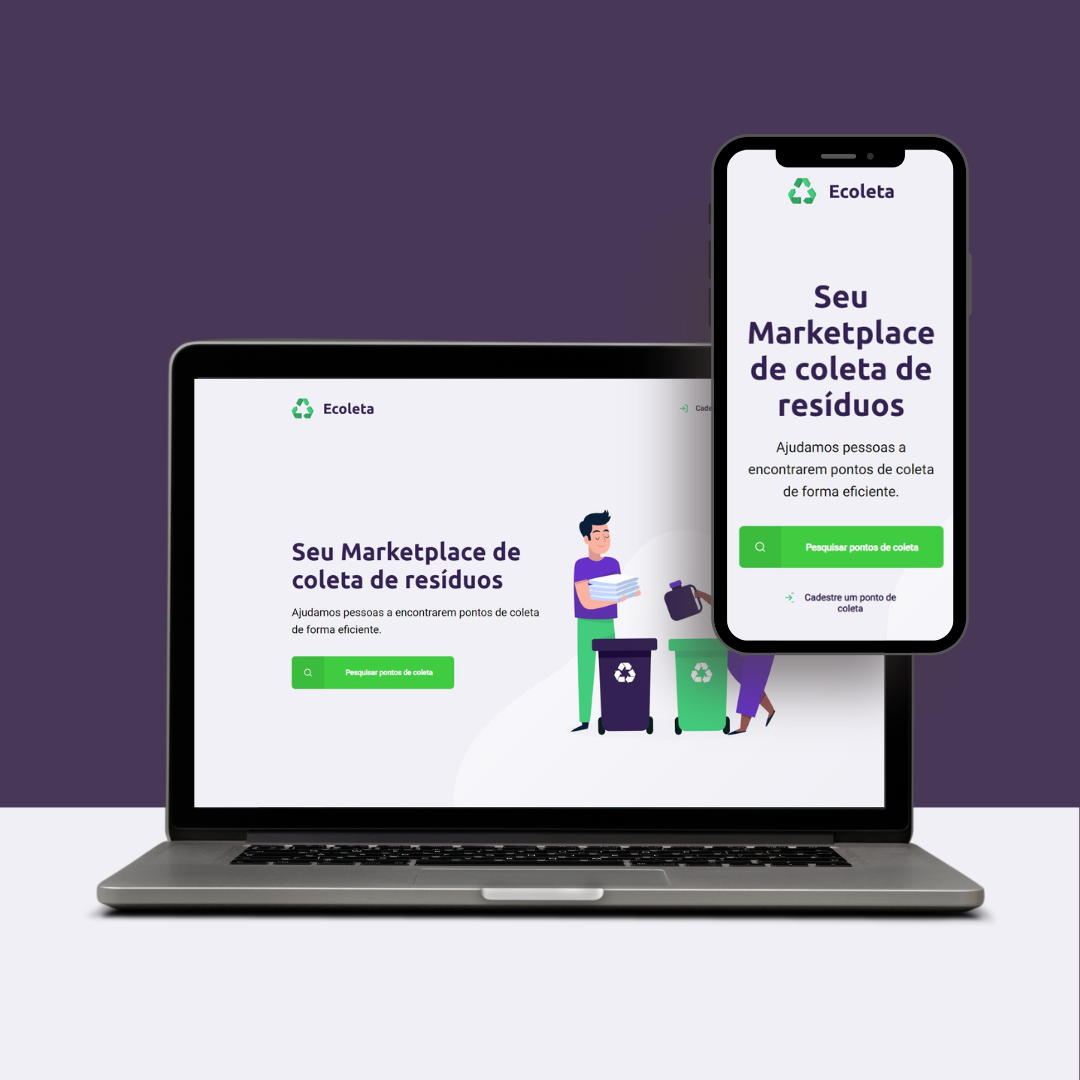 Ecoleta
Seu
Marketplace
de coleta de
resíduos
Ajudamos pessoas a
encontrarem pontos de coleta
de forma eficiente.
Pesquisar pontos de coleta
Cadastre um ponto de
coleta
Ecoleta
Seu Marketplace de
coleta de resíduos
Ajudamos pessoas a encontrarem pontos de coleta
de forma eficiente.
Pesquisar pontos de coleta